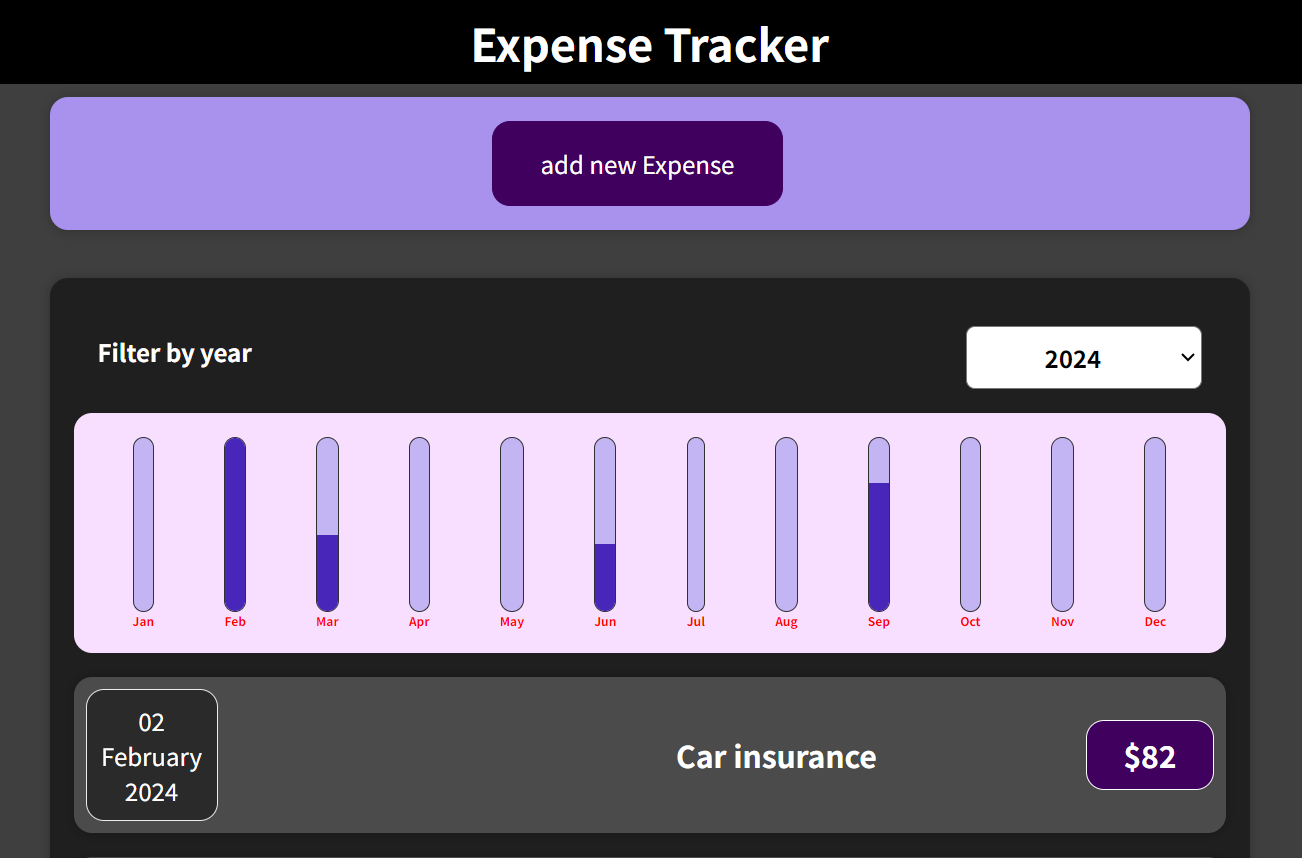 Expense Tracker
add new Expense
Filter by year
2024
Jan Feb Mar Apr May Jun Jul Aug Sep Oct Nov Dec
02
February
2024
Car insurance
$82